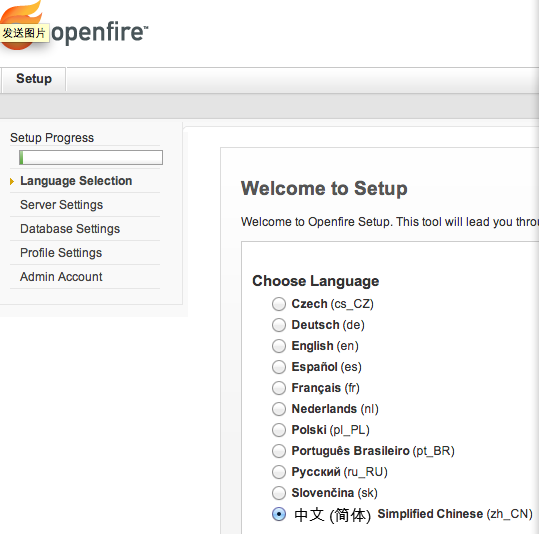 发送图片
openfire™
Setup
Setup Progress
Language Selection
Server Settings
Database Settings
Profile Settings
Admin Account
Welcome to Setup
Welcome to Openfire Setup. This tool will lead you
Choose Language
Czech (cs_CZ)
Deutsch (de)
English (en)
Español (es)
Français (fr)
Nederlands (nl)
Polski (pl_PL)
Português Brasileiro (pt_BR)
Русский (ru_RU)
Slovenčina (sk)
中文 (简体) Simplified Chinese (zh_CN)